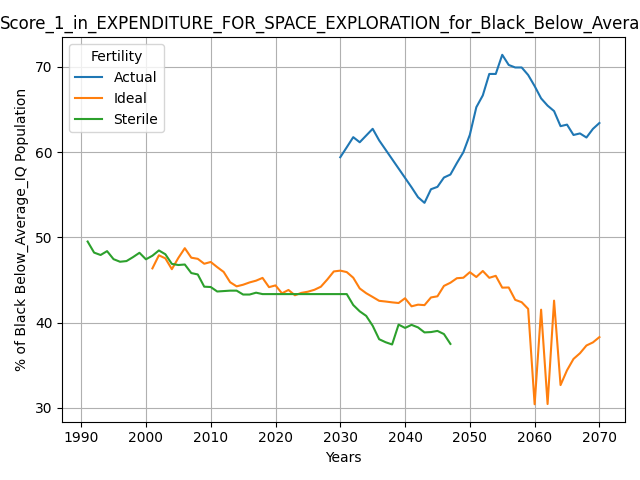 Score_1_in_EXPENDITURE_FOR_SPACE_EXPLORATION_for_Black_Below_Avera
Fertility
Actual
Ideal
Sterile
% of Black Below_Average_IQ Population
70
60
50
40
30
1990 2000 2010 2020 2030 2040 2050 2060 2070
Years